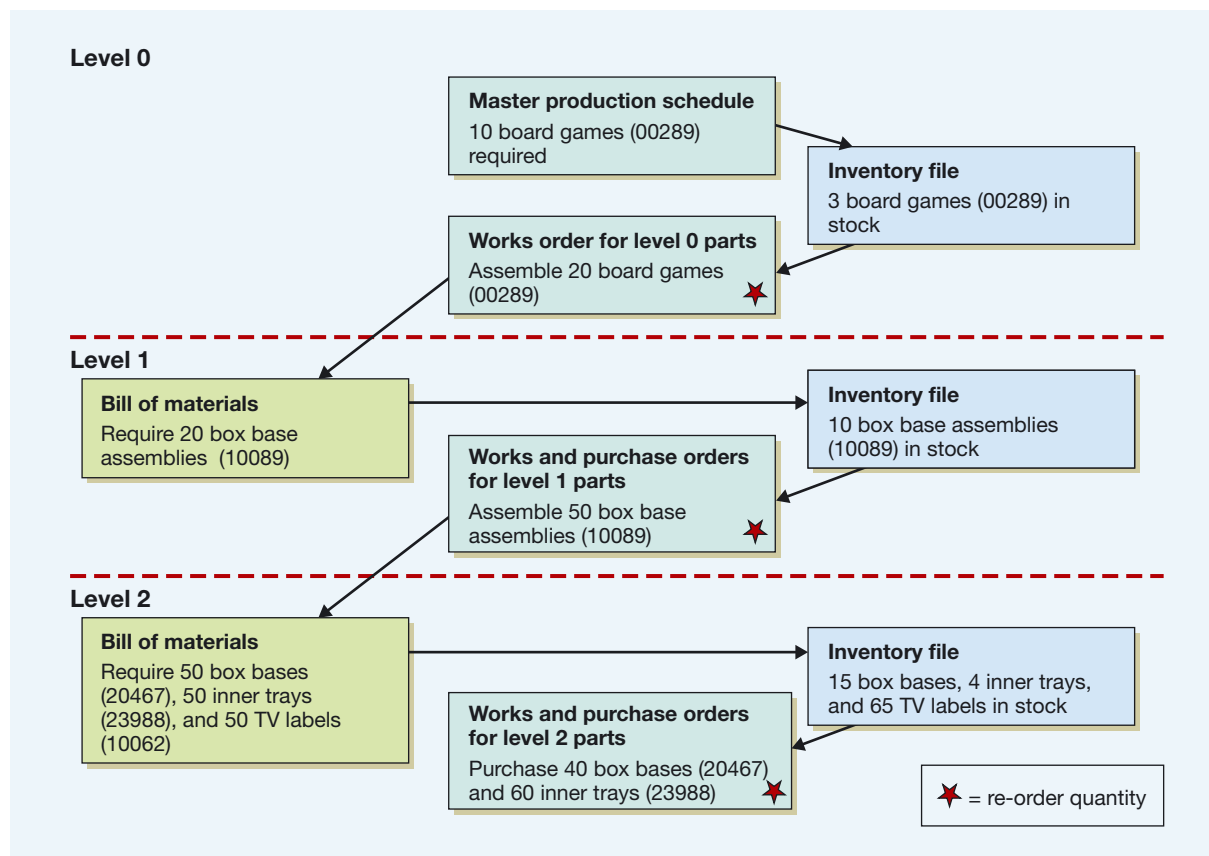 Level 0
Master production schedule
10 board games (00289)
required
Inventory file
3 board games (00289) in
stock
Works order for level 0 parts
Assemble 20 board games
(00289)
Level 1
Bill of materials
Require 20 box base
assemblies (10089)
Inventory file
10 box base assemblies
(10089) in stock
Works and purchase orders
for level 1 parts
Assemble 50 box base
assemblies (10089)
Level 2
Bill of materials
Require 50 box bases
(20467), 50 inner trays
(23988), and 50 TV labels
(10062)
Inventory file
15 box bases, 4 inner trays,
and 65 TV labels in stock
Works and purchase orders
for level 2 parts
Purchase 40 box bases (20467)
and 60 inner trays (23988)
= re-order quantity